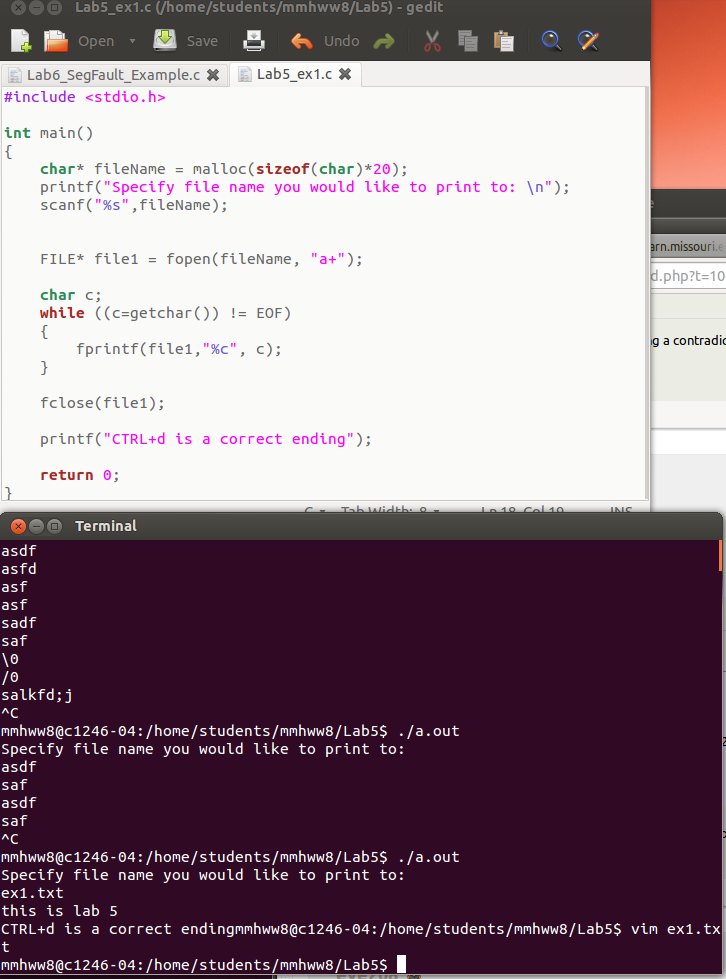 Lab5_ex1.c (/home/students/mmhww8/Lab5) - gedit
Open Save Undo
Lab6_SegFault_Example.c Lab5_ex1.c
#include <stdio.h>
int main()
{
    char* fileName = malloc(sizeof(char)*20);
    printf("Specify file name you would like to print to: \n");
    scanf("%s",fileName);
    FILE* file1 = fopen(fileName, "a+");
    char c;
    while ((c=getchar()) != EOF)
    {
        fprintf(file1,"%c", c);
    }
    fclose(file1);
    printf("CTRL+d is a correct ending");
    return 0;
}
arn.missouri.e
d.php?t=10
g a contradic
C Tab Width: 8 Ln 18, Col 19 INS
Terminal
asdf
asfd
asf
asf
sadf
saf
\0
/0
salkfd;j
^C
mmhww8@c1246-04:/home/students/mmhww8/Lab5$ ./a.out
Specify file name you would like to print to:
asdf
saf
asdf
saf
^C
mmhww8@c1246-04:/home/students/mmhww8/Lab5$ ./a.out
Specify file name you would like to print to:
ex1.txt
this is lab 5
CTRL+d is a correct endingmmhww8@c1246-04:/home/students/mmhww8/Lab5$ vim ex1.tx
t
mmhww8@c1246-04:/home/students/mmhww8/Lab5$